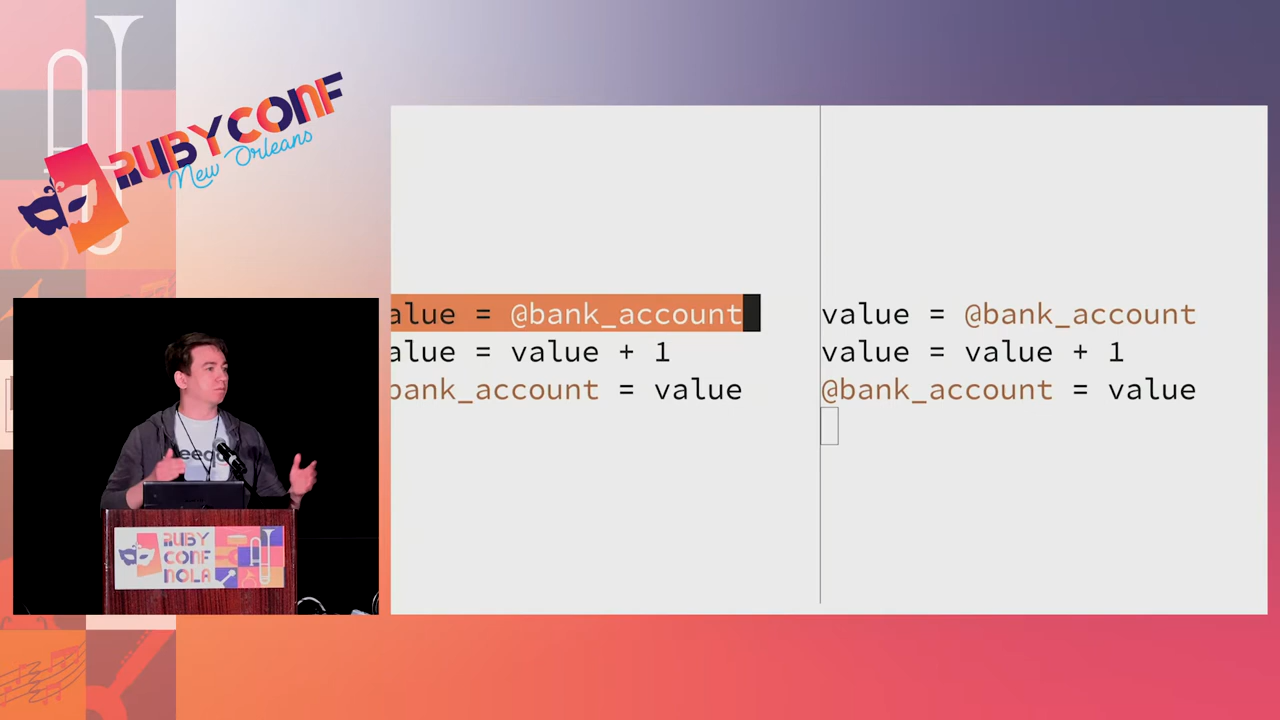 RUBYCONF
New Orleans
alue = @bank_account
alue = value + 1
bank_account = value
value = @bank_account
value = value + 1
@bank_account = value
RUBY
CONF
NOLA